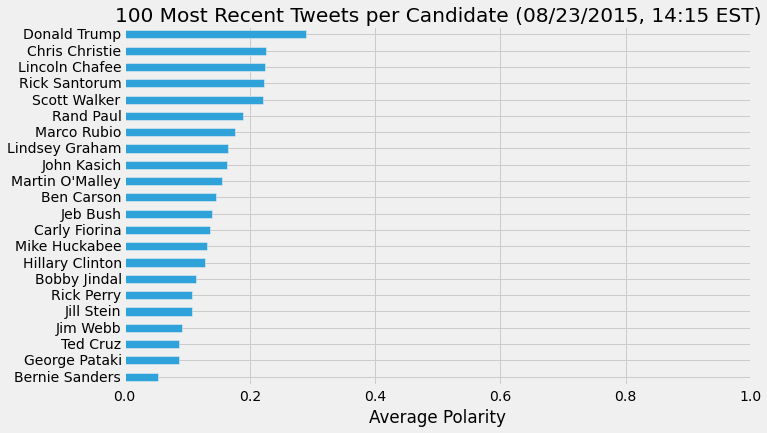 100 Most Recent Tweets per Candidate (08/23/2015, 14:15 EST)
Donald Trump
Chris Christie
Lincoln Chafee
Rick Santorum
Scott Walker
Rand Paul
Marco Rubio
Lindsey Graham
John Kasich
Martin O'Malley
Ben Carson
Jeb Bush
Carly Fiorina
Mike Huckabee
Hillary Clinton
Bobby Jindal
Rick Perry
Jill Stein
Jim Webb
Ted Cruz
George Pataki
Bernie Sanders
0.0 0.2 0.4 0.6 0.8 1.0
Average Polarity